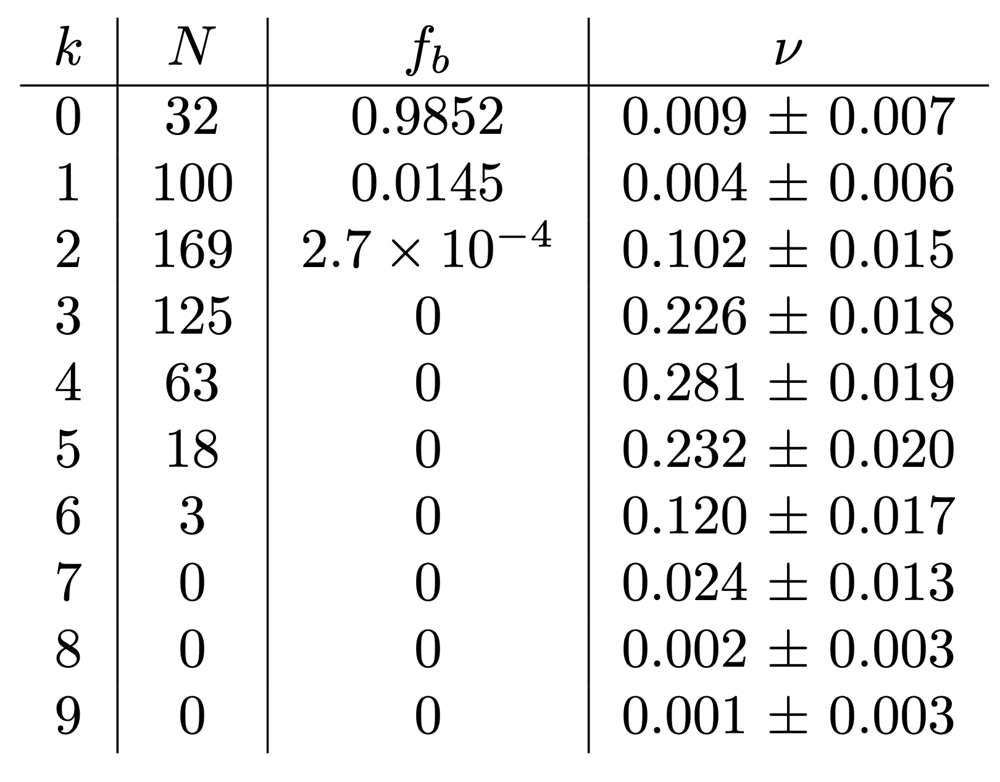 k N f_b ν
0 32 0.9852 0.009 ± 0.007
1 100 0.0145 0.004 ± 0.006
2 169 2.7 × 10⁻⁴ 0.102 ± 0.015
3 125 0 0.226 ± 0.018
4 63 0 0.281 ± 0.019
5 18 0 0.232 ± 0.020
6 3 0 0.120 ± 0.017
7 0 0 0.024 ± 0.013
8 0 0 0.002 ± 0.003
9 0 0 0.001 ± 0.003